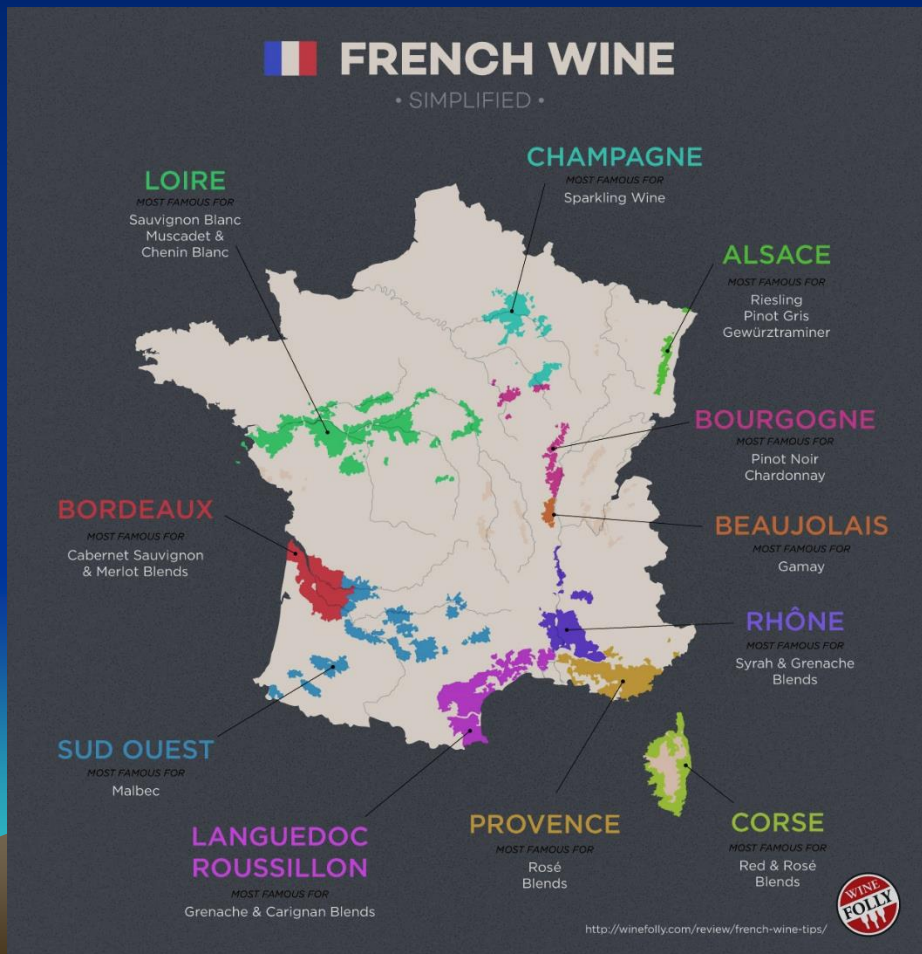 FRENCH WINE
• SIMPLIFIED •
CHAMPAGNE
MOST FAMOUS FOR
Sparkling Wine
LOIRE
MOST FAMOUS FOR
Sauvignon Blanc
Muscadet &
Chenin Blanc
ALSACE
MOST FAMOUS FOR
Riesling
Pinot Gris
Gewürztraminer
BOURGOGNE
MOST FAMOUS FOR
Pinot Noir
Chardonnay
BORDEAUX
MOST FAMOUS FOR
Cabernet Sauvignon
& Merlot Blends
BEAUJOLAIS
MOST FAMOUS FOR
Gamay
RHÔNE
MOST FAMOUS FOR
Syrah & Grenache
Blends
SUD OUEST
MOST FAMOUS FOR
Malbec
LANGUEDOC
ROUSSILLON
MOST FAMOUS FOR
Grenache & Carignan Blends
PROVENCE
MOST FAMOUS FOR
Rosé
Blends
CORSE
MOST FAMOUS FOR
Red & Rosé
Blends
WINE
FOLLY
http://winefolly.com/review/french-wine-tips/